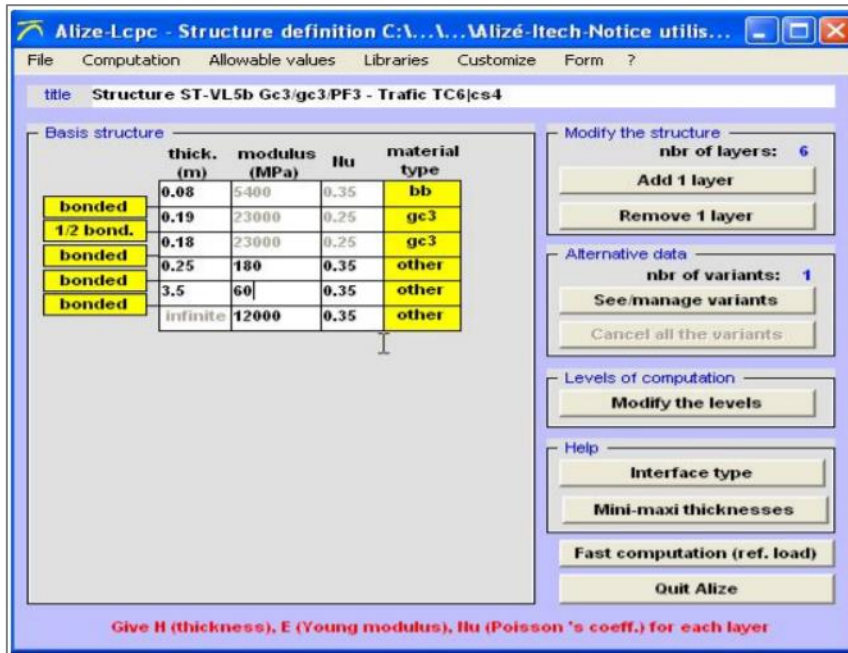 Alize-Lcpc - Structure definition C:\...\...\Alizé-Itech-Notice utilis...
File Computation Allowable values Libraries Customize Form ?
title Structure ST-VL5b Gc3/gc3/PF3 - Trafic TC6|cs4
Basis structure
thick. (m) modulus (MPa) Nu material type
0.08 5400 0.35 bb
bonded
0.19 23000 0.25 gc3
1/2 bond.
0.18 23000 0.25 gc3
bonded
0.25 180 0.35 other
bonded
3.5 60 0.35 other
bonded
infinite 12000 0.35 other
Modify the structure
nbr of layers: 6
Add 1 layer
Remove 1 layer
Alternative data
nbr of variants: 1
See/manage variants
Cancel all the variants
Levels of computation
Modify the levels
Help
Interface type
Mini-maxi thicknesses
Fast computation (ref. load)
Quit Alize
Give H (thickness), E (Young modulus), Nu (Poisson 's coeff.) for each layer